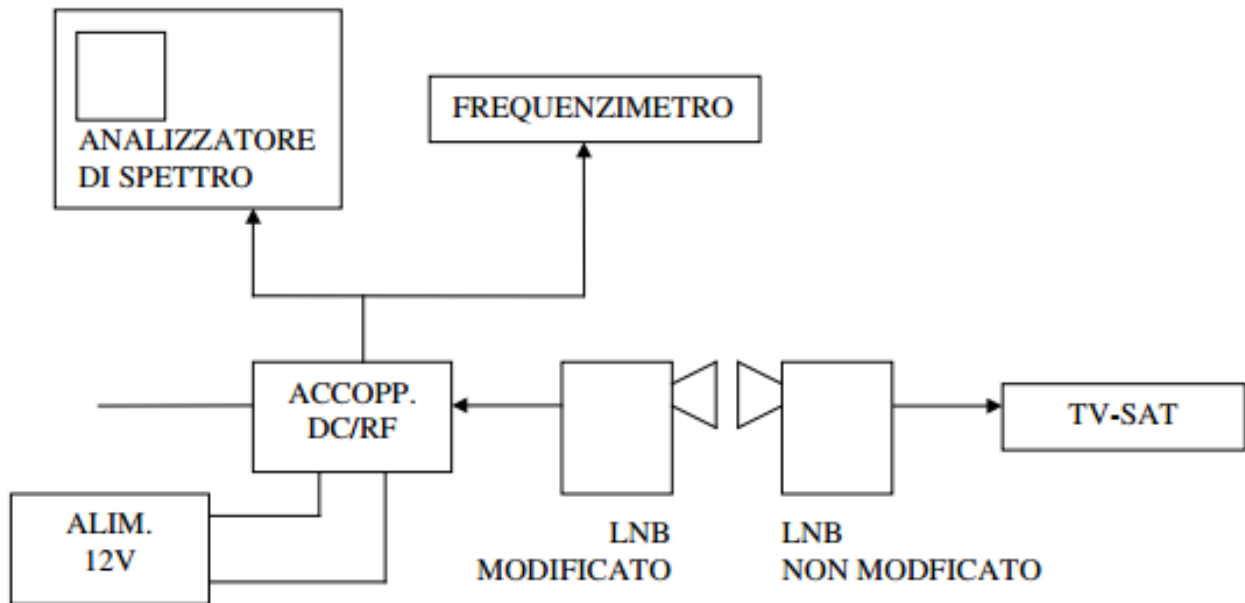 ANALIZZATORE
DI SPETTRO
FREQUENZIMETRO
ACCOPP.
DC/RF
TV-SAT
ALIM.
12V
LNB
MODIFICATO
LNB
NON MODFICATO